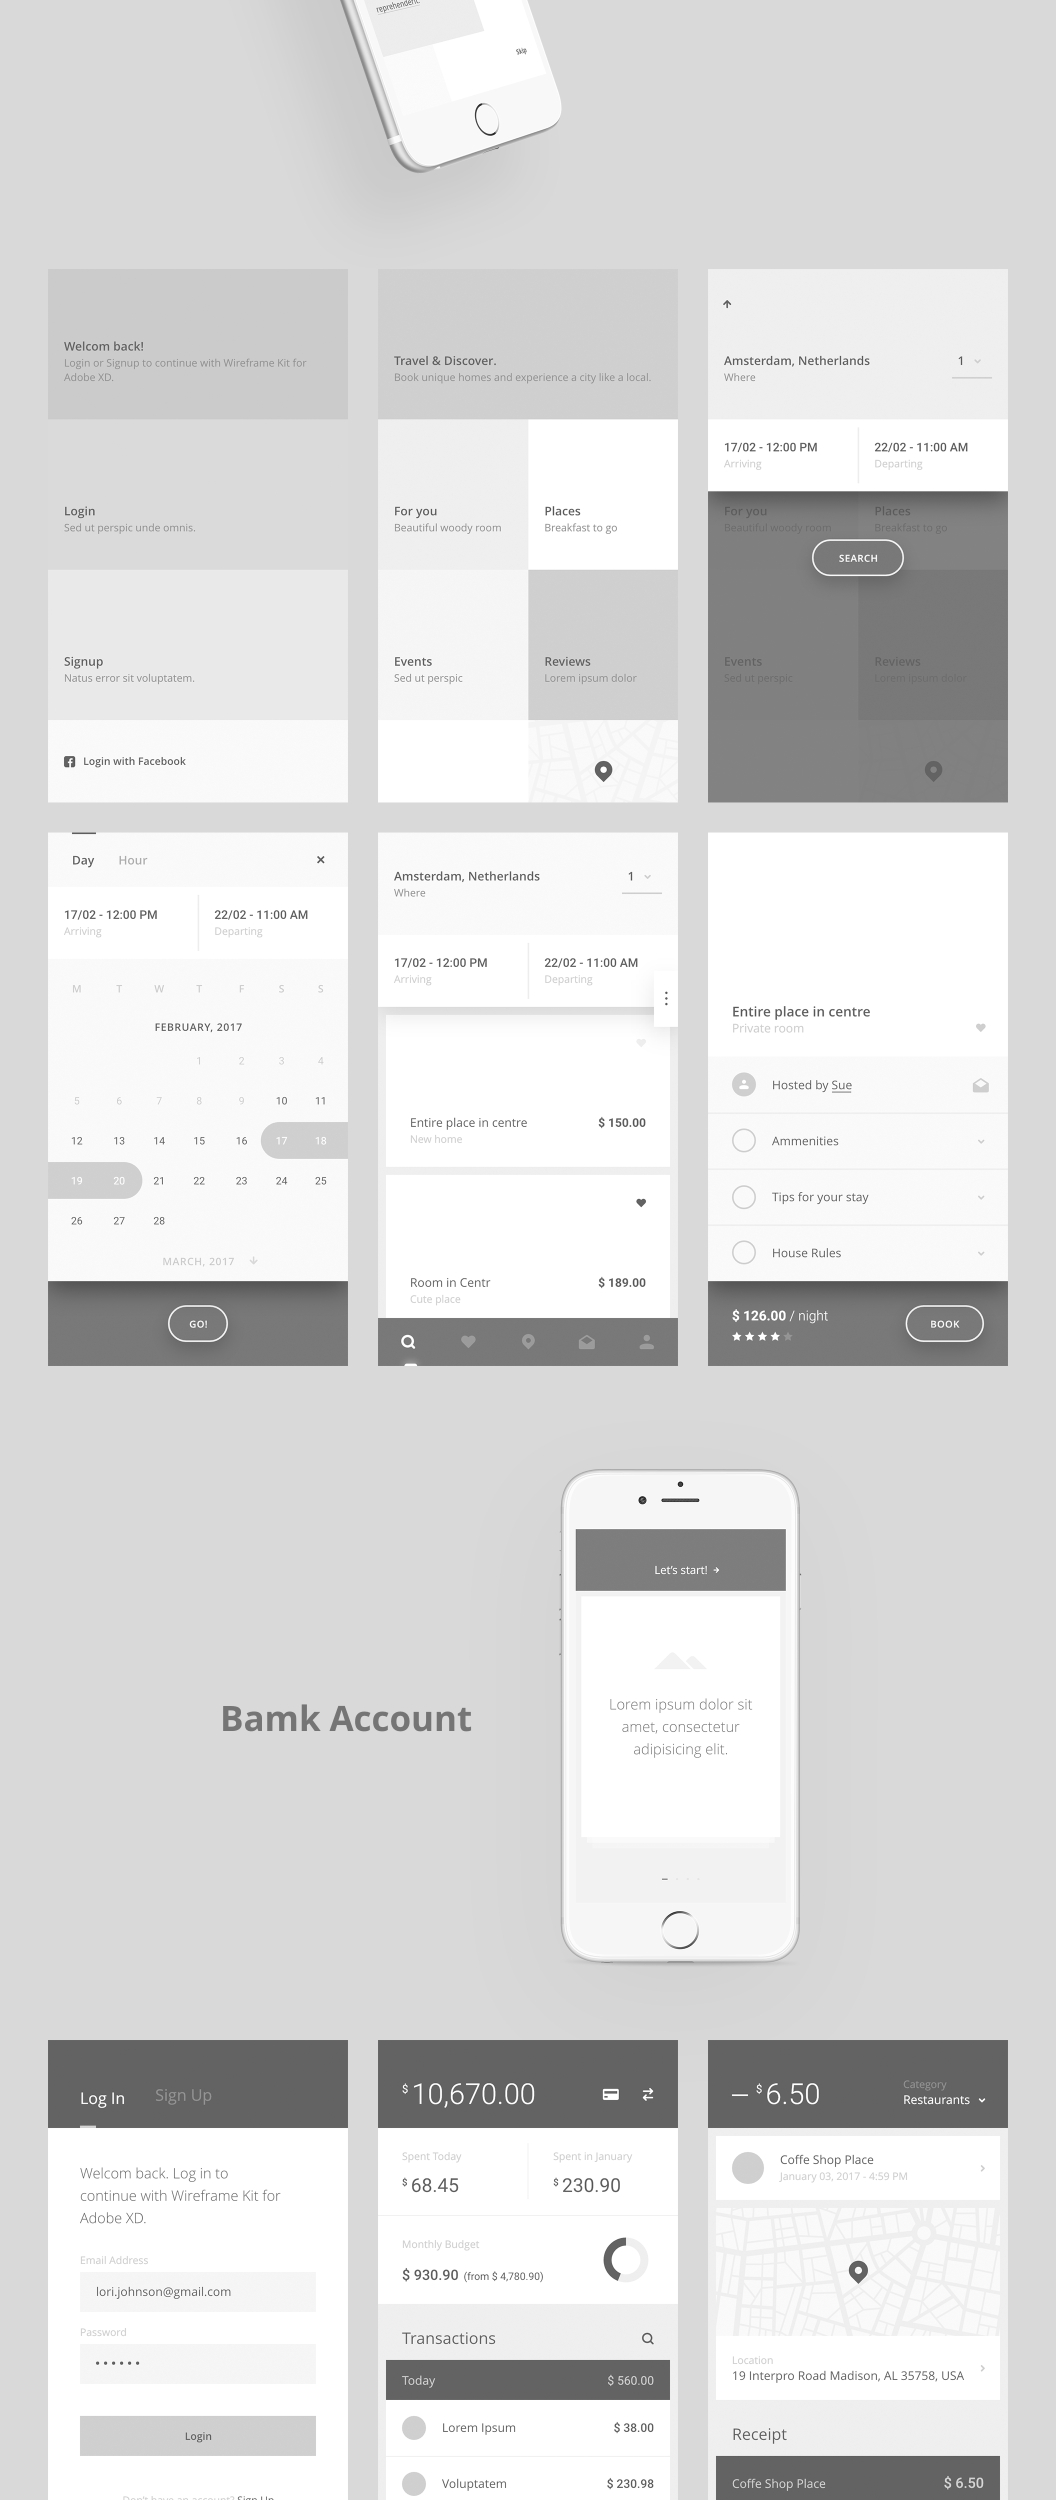 reprehenderit.
Skip
Welcom back!
Login or Signup to continue with Wireframe Kit for
Adobe XD.
Login
Sed ut perspic unde omnis.
Signup
Natus error sit voluptatem.
Login with Facebook
Travel & Discover.
Book unique homes and experience a city like a local.
For you
Beautiful woody room
Places
Breakfast to go
Events
Sed ut perspic
Reviews
Lorem ipsum dolor
Amsterdam, Netherlands
Where
1
17/02 - 12:00 PM
Arriving
22/02 - 11:00 AM
Departing
For you
Beautiful woody room
Places
Breakfast to go
SEARCH
Events
Sed ut perspic
Reviews
Lorem ipsum dolor
Day Hour
17/02 - 12:00 PM
Arriving
22/02 - 11:00 AM
Departing
M T W T F S S
FEBRUARY, 2017
1 2 3 4
5 6 7 8 9 10 11
12 13 14 15 16 17 18
19 20 21 22 23 24 25
26 27 28
MARCH, 2017
GO!
Amsterdam, Netherlands
Where
1
17/02 - 12:00 PM
Arriving
22/02 - 11:00 AM
Departing
Entire place in centre $ 150.00
New home
Room in Centr $ 189.00
Cute place
Entire place in centre
Private room
Hosted by Sue
Ammenities
Tips for your stay
House Rules
$ 126.00 / night
BOOK
Let's start!
Lorem ipsum dolor sit
amet, consectetur
adipisicing elit.
Bamk Account
Log In Sign Up
Welcom back. Log in to
continue with Wireframe Kit for
Adobe XD.
Email Address
lori.johnson@gmail.com
Password
Login
Don't have an account? Sign Up
$ 10,670.00
Spent Today
$ 68.45
Spent in January
$ 230.90
Monthly Budget
$ 930.90 (from $ 4,780.90)
Transactions
Today $ 560.00
Lorem Ipsum $ 38.00
Voluptatem $ 230.98
– $ 6.50
Category
Restaurants
Coffe Shop Place
January 03, 2017 - 4:59 PM
Location
19 Interpro Road Madison, AL 35758, USA
Receipt
Coffe Shop Place $ 6.50